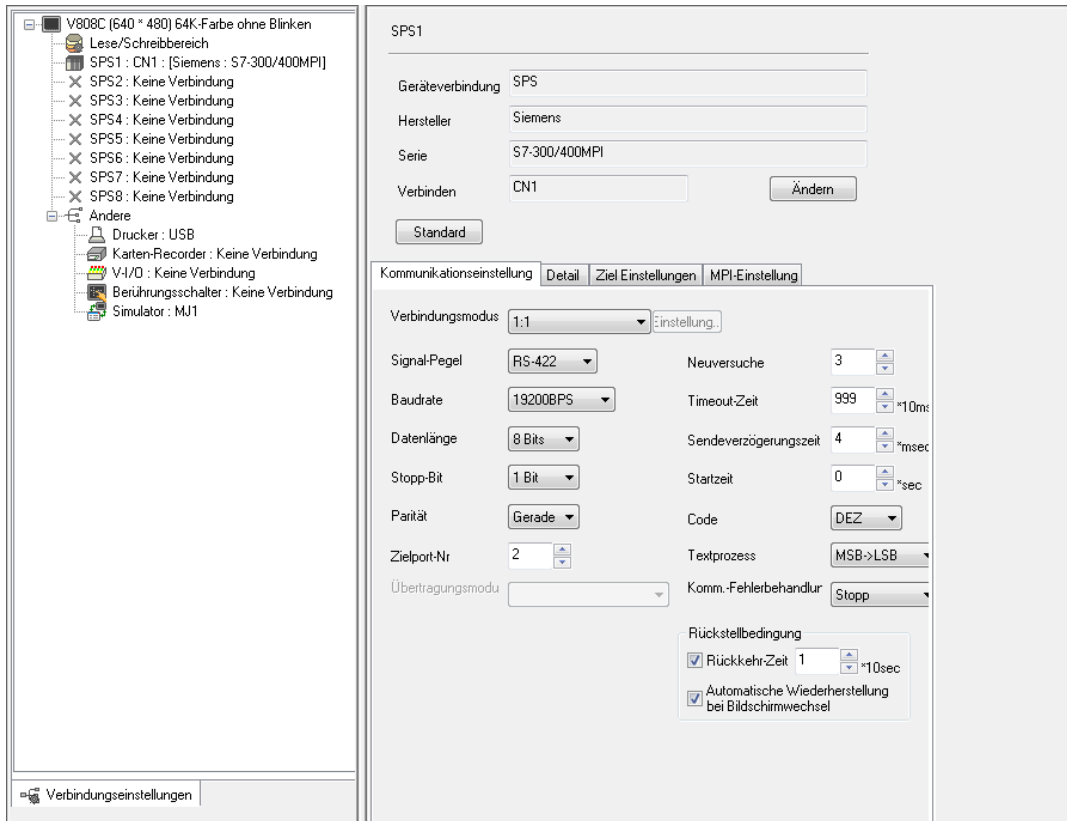 V808C (640 * 480) 64K-Farbe ohne Blinken
Lese/Schreibbereich
SPS1 : CN1 : [Siemens : S7-300/400MPI]
SPS2 : Keine Verbindung
SPS3 : Keine Verbindung
SPS4 : Keine Verbindung
SPS5 : Keine Verbindung
SPS6 : Keine Verbindung
SPS7 : Keine Verbindung
SPS8 : Keine Verbindung
Andere
Drucker : USB
Karten-Recorder : Keine Verbindung
V-I/O : Keine Verbindung
Berührungsschalter : Keine Verbindung
Simulator : MJ1
Verbindungseinstellungen
SPS1
Geräteverbindung SPS
Hersteller Siemens
Serie S7-300/400MPI
Verbinden CN1 Ändern
Standard
Kommunikationseinstellung Detail Ziel Einstellungen MPI-Einstellung
Verbindungsmodus 1:1 Einstellung..
Signal-Pegel RS-422 Neuversuche 3
Baudrate 19200BPS Timeout-Zeit 999 *10ms
Datenlänge 8 Bits Sendeverzögerungszeit 4 *msec
Stopp-Bit 1 Bit Startzeit 0 *sec
Parität Gerade Code DEZ
Zielport-Nr 2 Textprozess MSB->LSB
Übertragungsmodu Komm.-Fehlerbehandlur Stopp
Rückstellbedingung
Rückkehr-Zeit 1 *10sec
Automatische Wiederherstellung
bei Bildschirmwechsel